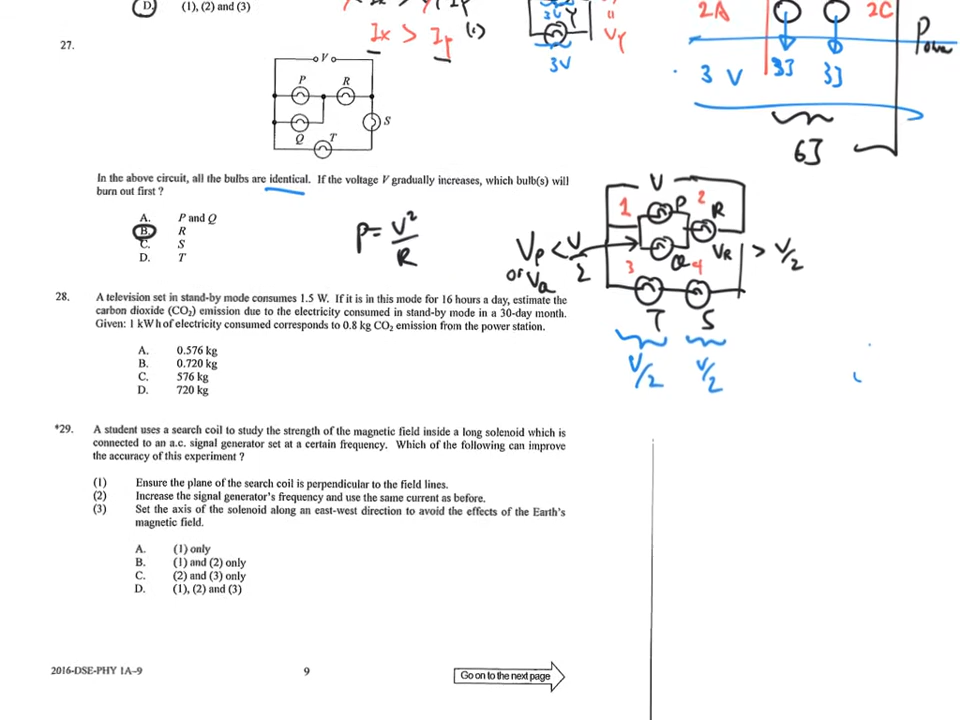 D. (1), (2) and (3)
Ix > Iy (1)
3V Y
3V
VY
2A 2C
Power
3 V 3J 3J
6J
27.
V
P R
S
Q T
In the above circuit, all the bulbs are identical. If the voltage V gradually increases, which bulb(s) will
burn out first ?
A. P and Q
B. R
C. S
D. T
P = V²/R
V
1 P 2 R
VP < V/2
or VQ
Q VR > V/2
3 4
T S
V/2 V/2
28. A television set in stand-by mode consumes 1.5 W. If it is in this mode for 16 hours a day, estimate the
carbon dioxide (CO₂) emission due to the electricity consumed in stand-by mode in a 30-day month.
Given: 1 kW h of electricity consumed corresponds to 0.8 kg CO₂ emission from the power station.
A. 0.576 kg
B. 0.720 kg
C. 576 kg
D. 720 kg
*29. A student uses a search coil to study the strength of the magnetic field inside a long solenoid which is
connected to an a.c. signal generator set at a certain frequency. Which of the following can improve
the accuracy of this experiment ?
(1) Ensure the plane of the search coil is perpendicular to the field lines.
(2) Increase the signal generator's frequency and use the same current as before.
(3) Set the axis of the solenoid along an east-west direction to avoid the effects of the Earth's
magnetic field.
A. (1) only
B. (1) and (2) only
C. (2) and (3) only
D. (1), (2) and (3)
2016-DSE-PHY 1A–9
9
Go on to the next page